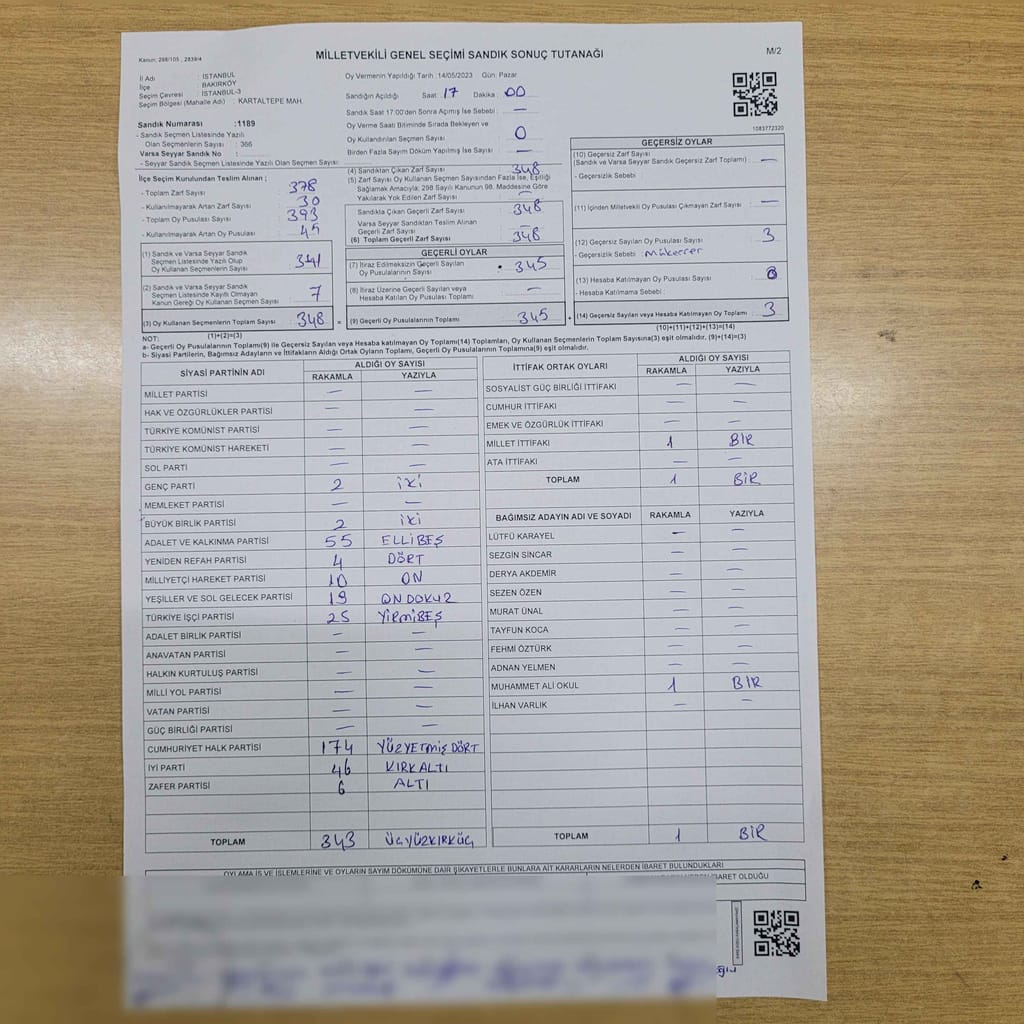 MİLLETVEKİLİ GENEL SEÇİMİ SANDIK SONUÇ TUTANAĞI
M/2
Kanun; 298/105 , 2839/4
İl Adı : İSTANBUL
İlçe : BAKIRKÖY
Seçim Çevresi : İSTANBUL-3
Seçim Bölgesi (Mahalle Adı) : KARTALTEPE MAH.
Sandık Numarası :1189
- Sandık Seçmen Listesinde Yazılı
Olan Seçmenlerin Sayısı : 366
Varsa Seyyar Sandık No :
- Seyyar Sandık Seçmen Listesinde Yazılı Olan Seçmen Sayısı:
Oy Vermenin Yapıldığı Tarih :14/05/2023 Gün: Pazar
Sandığın Açıldığı Saat : 17 Dakika : 00
Sandık Saat 17:00'den Sonra Açımış İse Sebebi : —
Oy Verme Saati Bitiminde Sırada Bekleyen ve
Oy Kullandırılan Seçmen Sayısı : 0
Birden Fazla Sayım Döküm Yapılmış İse Sayısı : —
1083772320
İlçe Seçim Kurulundan Teslim Alınan ;
- Toplam Zarf Sayısı 378
- Kullanılmayarak Artan Zarf Sayısı 30
- Toplam Oy Pusulası Sayısı 393
- Kullanılmayarak Artan Oy Pusulası 45
(1) Sandık ve Varsa Seyyar Sandık
Seçmen Listesinde Yazılı Olup
Oy Kullanan Seçmenlerin Sayısı 341
(2) Sandık ve Varsa Seyyar Sandık
Seçmen Listesinde Kayıtlı Olmayan
Kanun Gereği Oy Kullanan Seçmen Sayısı 7
(3) Oy Kullanan Seçmenlerin Toplam Sayısı 348 =
(1)+(2)=(3)
(4) Sandıktan Çıkan Zarf Sayısı 348
(5) Zarf Sayısı Oy Kullanan Seçmen Sayısından Fazla İse, Eşitliği
Sağlamak Amacıyla; 298 Sayılı Kanunun 98. Maddesine Göre
Yakılarak Yok Edilen Zarf Sayısı —
Sandıkla Çıkan Geçerli Zarf Sayısı 348
Varsa Seyyar Sandıktan Teslim Alınan
Geçerli Zarf Sayısı —
(6) Toplam Geçerli Zarf Sayısı 348
GEÇERLİ OYLAR
(7) İtiraz Edilmeksizin Geçerli Sayılan
Oy Pusulalarının Sayısı 345
(8) İtiraz Üzerine Geçerli Sayılan veya
Hesaba Katılan Oy Pusulası Toplamı —
(9) Geçerli Oy Pusulalarının Toplamı 345 +
GEÇERSİZ OYLAR
(10) Geçersiz Zarf Sayısı
(Sandık ve Varsa Seyyar Sandık Geçersiz Zarf Toplamı) : —
- Geçersizlik Sebebi :
(11) İçinden Milletvekili Oy Pusulası Çıkmayan Zarf Sayısı —
(12) Geçersiz Sayılan Oy Pusulası Sayısı 3
- Geçersizlik Sebebi : Mükerrer
(13) Hesaba Katılmayan Oy Pusulası Sayısı
- Hesaba Katılmama Sebebi :
(14) Geçersiz Sayılan veya Hesaba Katılmayan Oy Toplamı 3
(10)+(11)+(12)+(13)=(14)
NOT:
a- Geçerli Oy Pusulalarının Toplamı(9) ile Geçersiz Sayılan veya Hesaba katılmayan Oy Toplamı(14) Toplamları, Oy Kullanan Seçmenlerin Toplam Sayısına(3) eşit olmalıdır. (9)+(14)=(3)
b- Siyasi Partilerin, Bağımsız Adayların ve İttifakların Aldığı Ortak Oyların Toplamı, Geçerli Oy Pusulalarının Toplamına(9) eşit olmalıdır.
SİYASİ PARTİNİN ADI ALDIĞI OY SAYISI
RAKAMLA YAZIYLA
MİLLET PARTİSİ — —
HAK VE ÖZGÜRLÜKLER PARTİSİ — —
TÜRKİYE KOMÜNİST PARTİSİ — —
TÜRKİYE KOMÜNİST HAREKETİ — —
SOL PARTİ — —
GENÇ PARTİ 2 İKİ
MEMLEKET PARTİSİ — —
BÜYÜK BİRLİK PARTİSİ 2 İKİ
ADALET VE KALKINMA PARTİSİ 55 ELLİBEŞ
YENİDEN REFAH PARTİSİ 4 DÖRT
MİLLİYETÇİ HAREKET PARTİSİ 10 ON
YEŞİLLER VE SOL GELECEK PARTİSİ 19 ONDOKUZ
TÜRKİYE İŞÇİ PARTİSİ 25 YİRMİBEŞ
ADALET BİRLİK PARTİSİ — —
ANAVATAN PARTİSİ — —
HALKIN KURTULUŞ PARTİSİ — —
MİLLİ YOL PARTİSİ — —
VATAN PARTİSİ — —
GÜÇ BİRLİĞİ PARTİSİ — —
CUMHURİYET HALK PARTİSİ 174 YÜZYETMİŞ DÖRT
İYİ PARTİ 46 KIRKALTI
ZAFER PARTİSİ 6 ALTI
TOPLAM 343 ÜÇYÜZKIRKÜÇ
İTTİFAK ORTAK OYLARI ALDIĞI OY SAYISI
RAKAMLA YAZIYLA
SOSYALİST GÜÇ BİRLİĞİ İTTİFAKI — —
CUMHUR İTTİFAKI — —
EMEK VE ÖZGÜRLÜK İTTİFAKI — —
MİLLET İTTİFAKI 1 BİR
ATA İTTİFAKI — —
TOPLAM 1 BİR
BAĞIMSIZ ADAYIN ADI VE SOYADI RAKAMLA YAZIYLA
LÜTFÜ KARAYEL — —
SEZGİN SİNCAR — —
DERYA AKDEMİR — —
SEZEN ÖZEN — —
MURAT ÜNAL — —
TAYFUN KOCA — —
FEHMİ ÖZTÜRK — —
ADNAN YELMEN — —
MUHAMMET ALİ OKUL 1 BİR
İLHAN VARLIK — —
TOPLAM 1 BİR
OYLAMA İŞ VE İŞLEMLERİNE VE OYLARIN SAYIM DÖKÜMÜNE DAİR ŞİKAYETLERLE BUNLARA AİT KARARLARIN NELERDEN İBARET BULUNDUKLARI
İBARET OLDUĞU